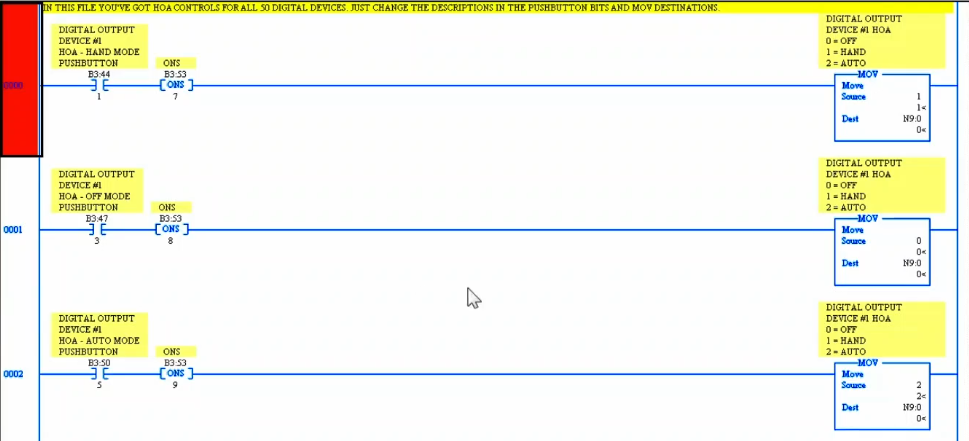 IN THIS FILE YOU'VE GOT HOA CONTROLS FOR ALL 50 DIGITAL DEVICES. JUST CHANGE THE DESCRIPTIONS IN THE PUSHBUTTON BITS AND MOV DESTINATIONS.
DIGITAL OUTPUT
DEVICE #1
HOA - HAND MODE
PUSHBUTTON
B3:44
1
ONS
B3:53
ONS
7
DIGITAL OUTPUT
DEVICE #1 HOA
0 = OFF
1 = HAND
2 = AUTO
MOV
Move
Source 1
1<
Dest N9:0
0<
0000
DIGITAL OUTPUT
DEVICE #1
HOA - OFF MODE
PUSHBUTTON
B3:47
3
ONS
B3:53
ONS
8
DIGITAL OUTPUT
DEVICE #1 HOA
0 = OFF
1 = HAND
2 = AUTO
MOV
Move
Source 0
0<
Dest N9:0
0<
0001
DIGITAL OUTPUT
DEVICE #1
HOA - AUTO MODE
PUSHBUTTON
B3:50
5
ONS
B3:53
ONS
9
DIGITAL OUTPUT
DEVICE #1 HOA
0 = OFF
1 = HAND
2 = AUTO
MOV
Move
Source 2
2<
Dest N9:0
0<
0002